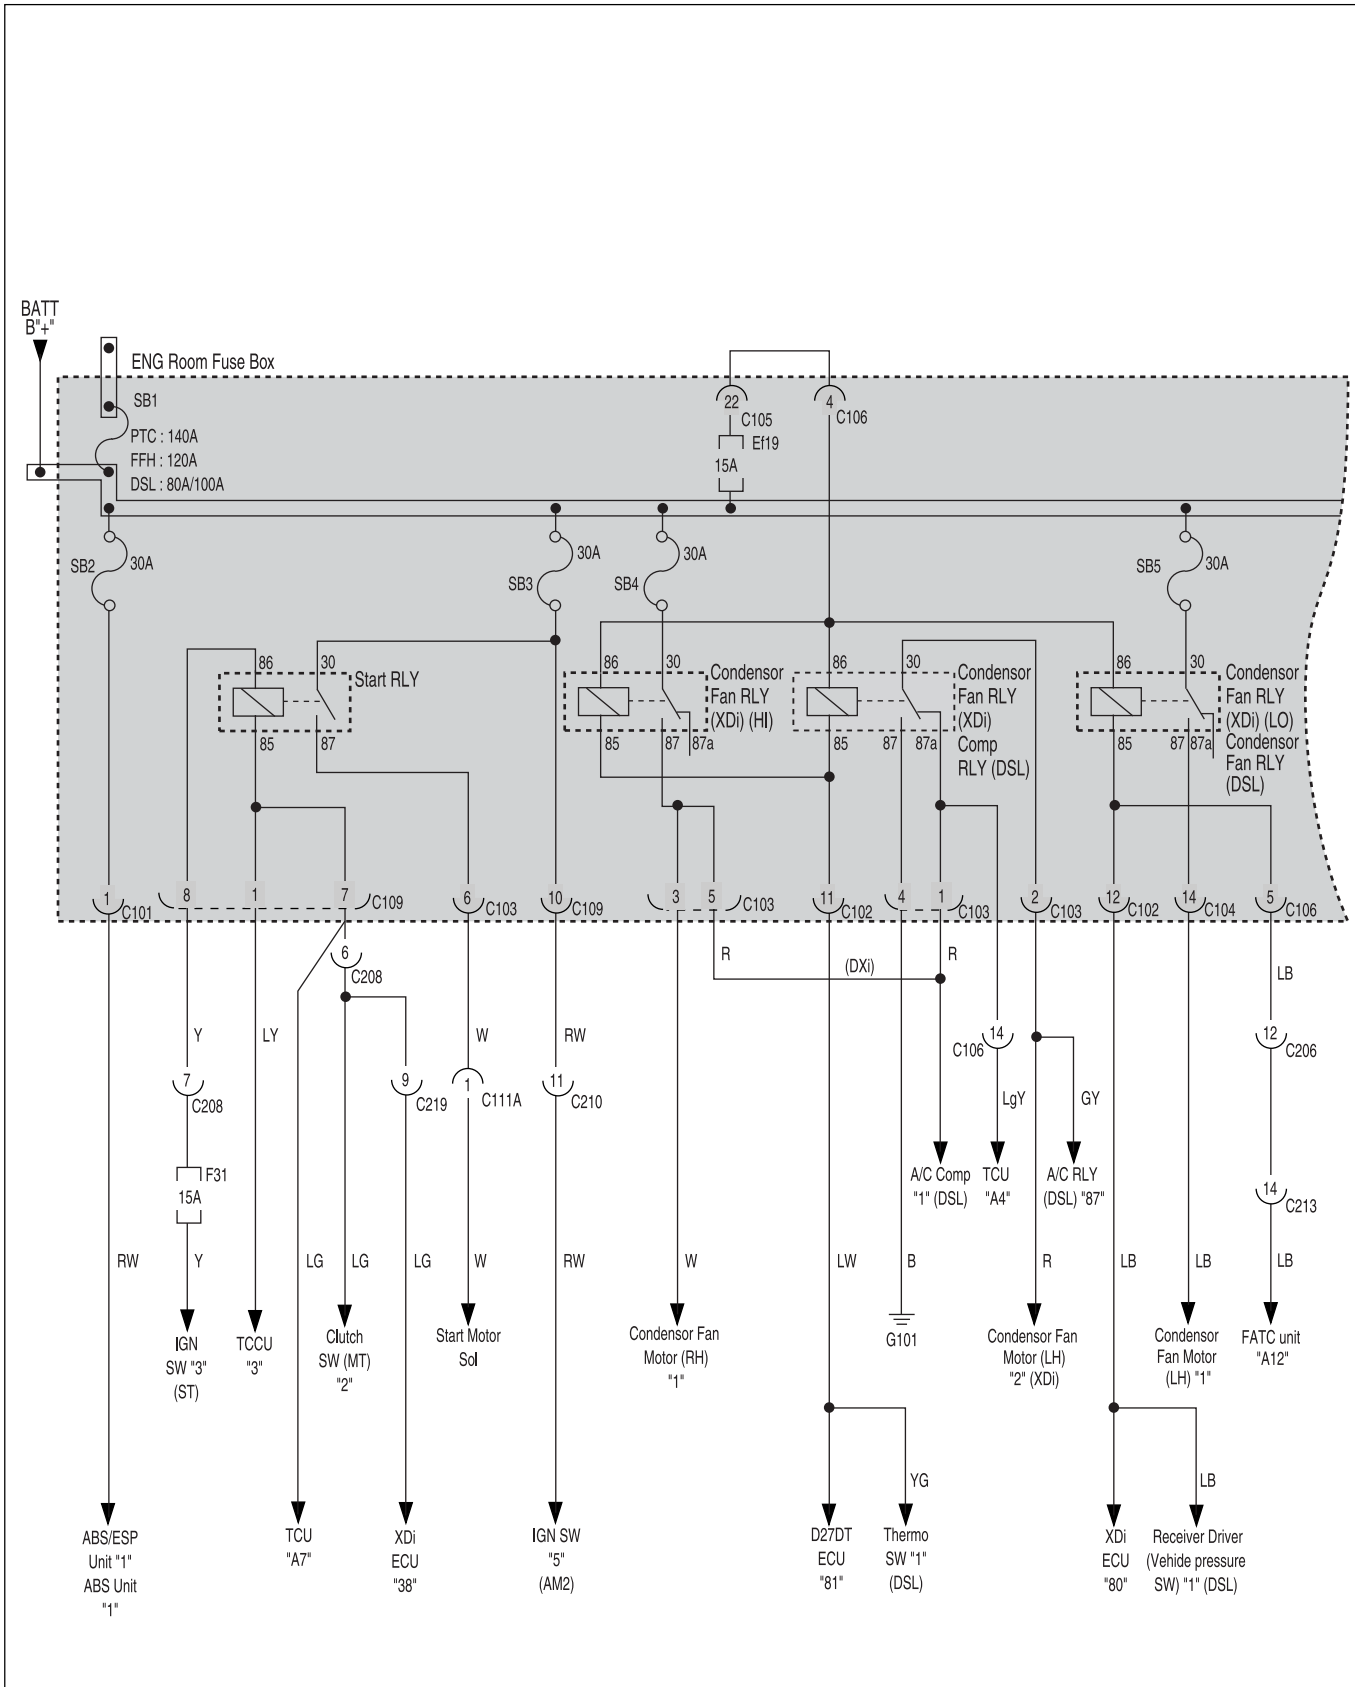 BATT
B"+"
ENG Room Fuse Box
SB1
PTC : 140A
FFH : 120A
DSL : 80A/100A
22
C105
4
C106
Ef19
15A
SB2
30A
SB3
30A
SB4
30A
SB5
30A
86
30
Start RLY
85
87
86
30
Condensor
Fan RLY
(XDi) (HI)
85
87
87a
86
30
Condensor
Fan RLY
(XDi)
Comp
RLY (DSL)
85
87
87a
86
30
Condensor
Fan RLY
(XDi) (LO)
Condensor
Fan RLY
(DSL)
85
87
87a
1
C101
8
1
7
C109
6
C103
10
C109
3
5
C103
11
C102
4
1
C103
2
C103
12
C102
14
C104
5
C106
6
C208
R
(DXi)
R
LB
Y
LY
W
RW
14
C106
12
C206
7
C208
9
C219
1
C111A
11
C210
LgY
GY
F31
15A
A/C Comp
"1" (DSL)
TCU
"A4"
A/C RLY
(DSL) "87"
14
C213
RW
Y
LG
LG
LG
W
RW
W
LW
B
R
LB
LB
LB
IGN
SW "3"
(ST)
TCCU
"3"
Clutch
SW (MT)
"2"
Start Motor
Sol
Condensor Fan
Motor (RH)
"1"
G101
Condensor Fan
Motor (LH)
"2" (XDi)
Condensor
Fan Motor
(LH) "1"
FATC unit
"A12"
YG
LB
ABS/ESP
Unit "1"
ABS Unit
"1"
TCU
"A7"
XDi
ECU
"38"
IGN SW
"5"
(AM2)
D27DT
ECU
"81"
Thermo
SW "1"
(DSL)
XDi
ECU
"80"
Receiver Driver
(Vehide pressure
SW) "1" (DSL)